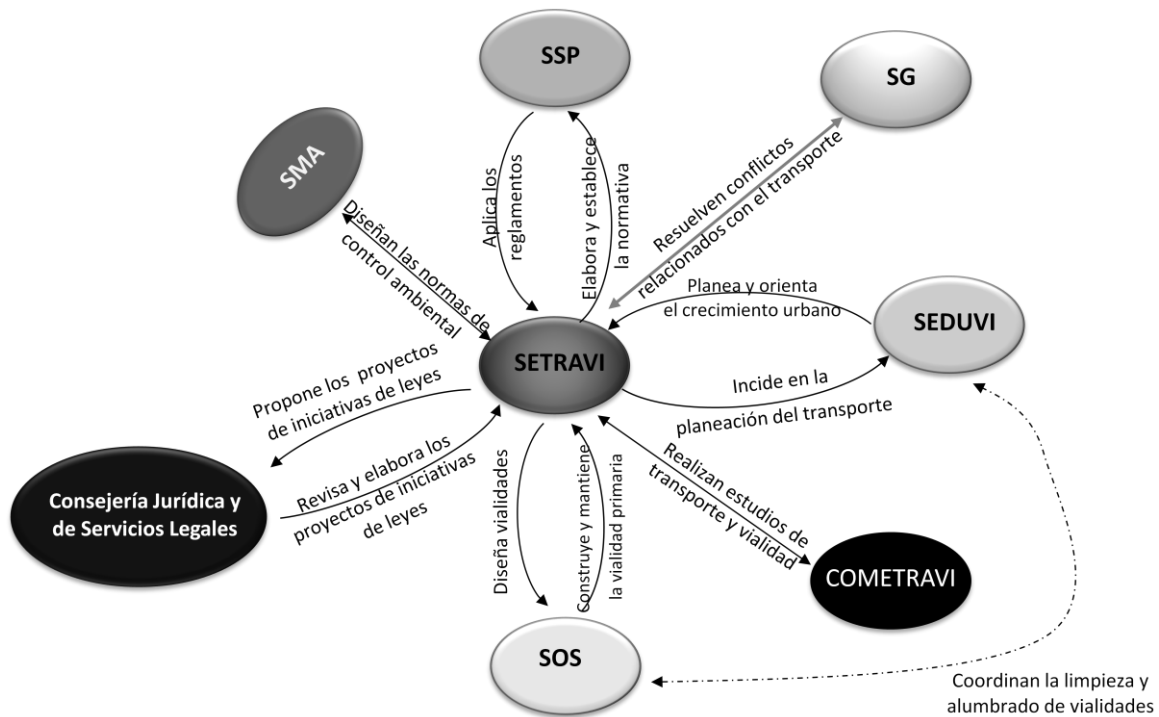 SSP
SG
SMA
Aplica los
reglamentos
Elabora y establece
la normativa
Resuelven conflictos
relacionados con el transporte
Diseñan las normas de
control ambiental
Planea y orienta
el crecimiento urbano
SEDUVI
SETRAVI
Propone los proyectos
de iniciativas de leyes
Incide en la
planeación del transporte
Consejería Jurídica y
de Servicios Legales
Revisa y elabora los
proyectos de iniciativas
de leyes
Diseña vialidades
Construye y mantiene
la vialidad primaria
Realizan estudios de
transporte y vialidad
COMETRAVI
SOS
Coordinan la limpieza y
alumbrado de vialidades